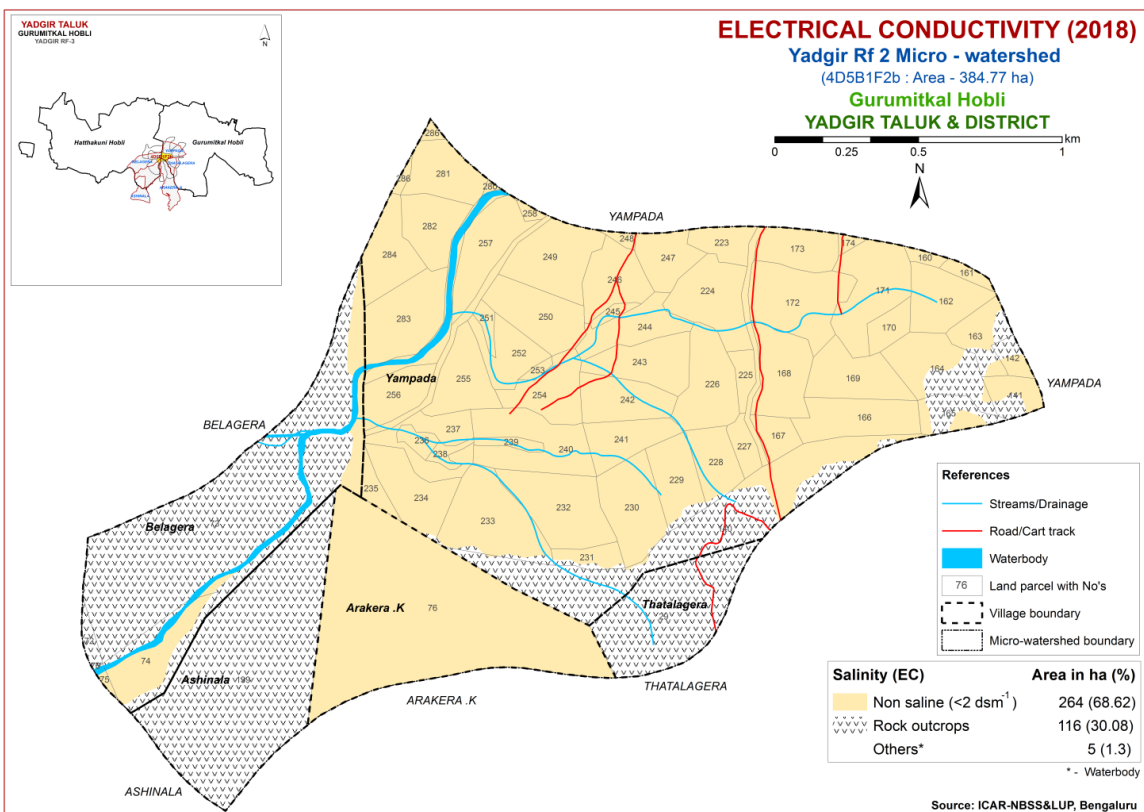 YADGIR TALUK
GURUMITKAL HOBLI
YADGIR RF-3
N
Hatthakuni Hobli
Gurumitkal Hobli
YAMPADA
BELAGERA
ASHINALA
ELECTRICAL CONDUCTIVITY (2018)
Yadgir Rf 2 Micro - watershed
(4D5B1F2b : Area - 384.77 ha)
Gurumitkal Hobli
YADGIR TALUK & DISTRICT
km
0 0.25 0.5 1
N
286
281
286
280
258
282
257
284
249
YAMPADA
248
247
223
173
174
160
161
246
224
171
172
162
283
251
250
245
244
170
163
252
243
142
253
164
Yampada
255
225
168
169
YAMPADA
256
254
242
226
141
166
165
BELAGERA
237
236
239
241
167
238
240
227
228
235
234
229
233
232
230
231
Belagera
Arakera .K
76
Thatalagera
74
75
Ashinala
199
ARAKERA .K
THATALAGERA
ASHINALA
References
Streams/Drainage
Road/Cart track
Waterbody
76 Land parcel with No's
Village boundary
Micro-watershed boundary
Salinity (EC) Area in ha (%)
Non saline (<2 dsm⁻¹) 264 (68.62)
Rock outcrops 116 (30.08)
Others* 5 (1.3)
* - Waterbody
Source: ICAR-NBSS&LUP, Bengaluru